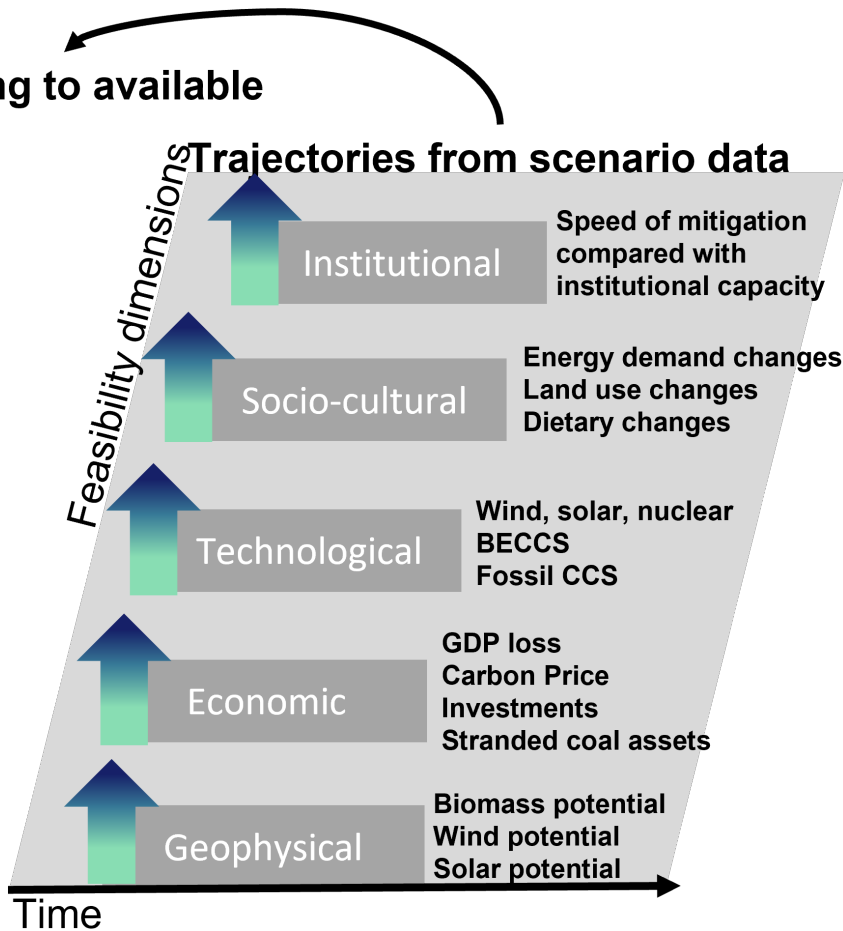 ng to available
Trajectories from scenario data
Feasibility dimensions
Institutional
Speed of mitigation
compared with
institutional capacity
Socio-cultural
Energy demand changes
Land use changes
Dietary changes
Technological
Wind, solar, nuclear
BECCS
Fossil CCS
Economic
GDP loss
Carbon Price
Investments
Stranded coal assets
Geophysical
Biomass potential
Wind potential
Solar potential
Time